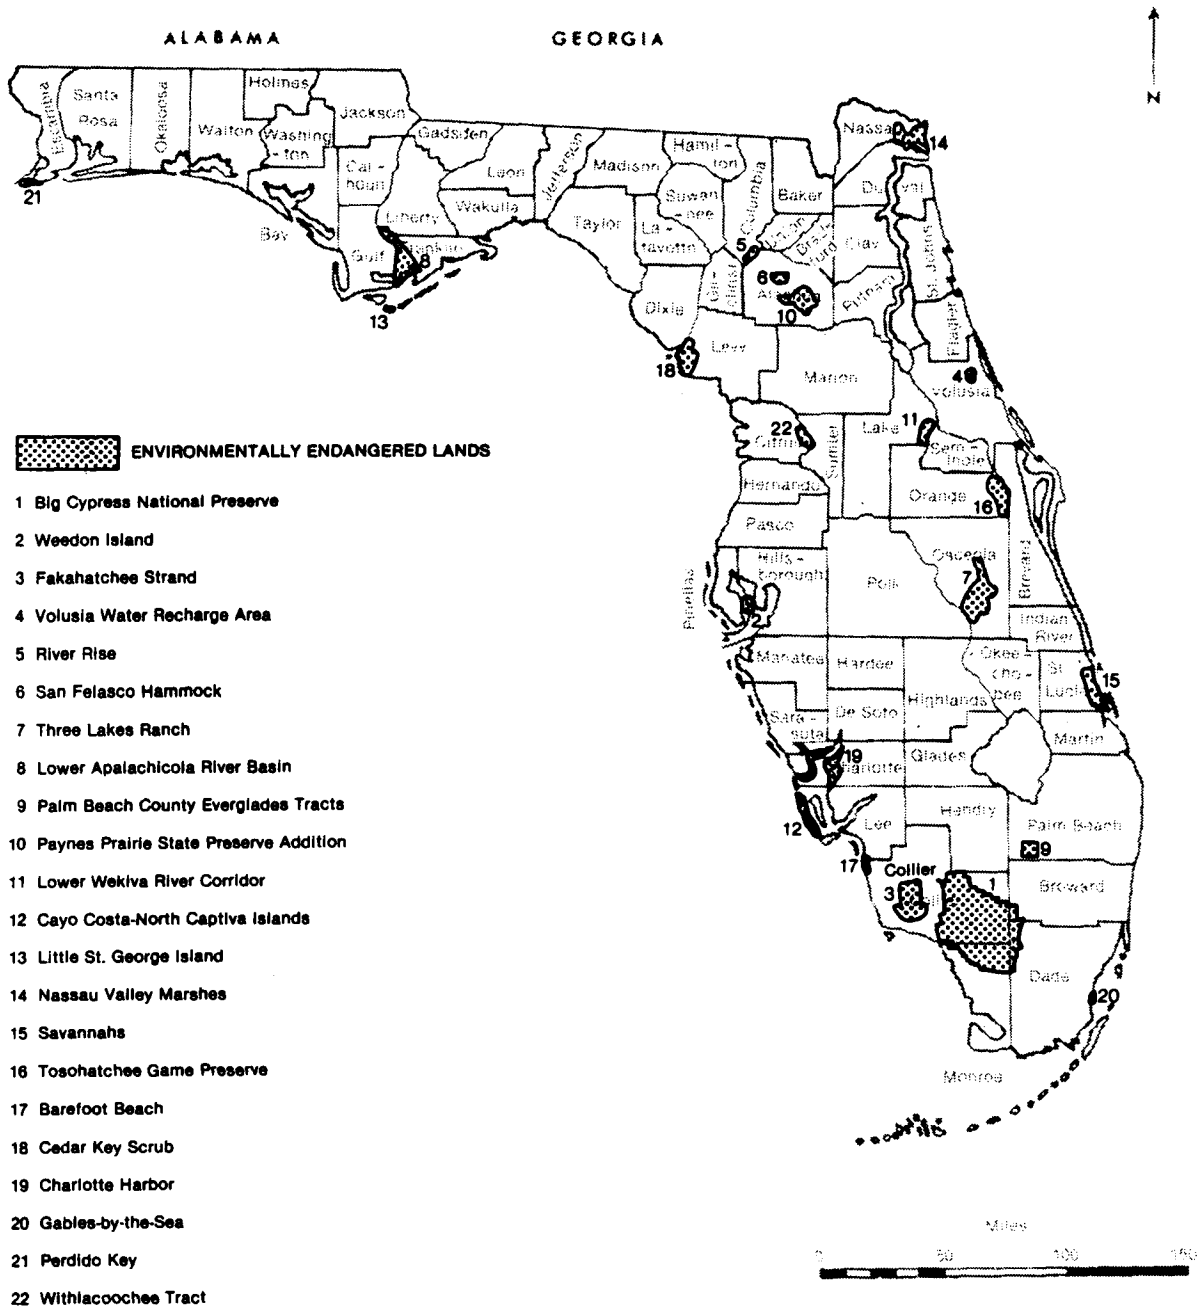 ALABAMA
GEORGIA
N
Escambia
Santa
Rosa
Okaloosa
Walton
Holmes
Washing
-ton
Jackson
Bay
Cal-
houn
Gulf
Gadsden
Liberty
Franklin
Leon
Wakulla
Jefferson
Madison
Taylor
Hamil-
ton
Suwan
-nee
La-
fayette
Dixie
Columbia
Baker
Nassau
Duval
Clay
St. Johns
Putnam
Flagler
Levy
Marion
Volusia
Citrus
Sumter
Lake
Sem-
inole
Orange
Hernando
Pasco
Pinellas
Hills-
borough
Polk
Osceola
Brevard
Indian
River
Manatee
Hardee
Highlands
Okee-
cho-
bee
St.
Lucie
Sara-
sota
De Soto
Martin
Charlotte
Glades
Lee
Hendry
Palm Beach
Collier
Broward
Dade
Monroe
21
8
13
14
5
6
10
18
4
22
11
16
7
2
15
19
12
9
17
3
1
20
ENVIRONMENTALLY ENDANGERED LANDS
1 Big Cypress National Preserve
2 Weedon Island
3 Fakahatchee Strand
4 Volusia Water Recharge Area
5 River Rise
6 San Felasco Hammock
7 Three Lakes Ranch
8 Lower Apalachicola River Basin
9 Palm Beach County Everglades Tracts
10 Paynes Prairie State Preserve Addition
11 Lower Wekiva River Corridor
12 Cayo Costa-North Captiva Islands
13 Little St. George Island
14 Nassau Valley Marshes
15 Savannahs
16 Tosohatchee Game Preserve
17 Barefoot Beach
18 Cedar Key Scrub
19 Charlotte Harbor
20 Gables-by-the-Sea
21 Perdido Key
22 Withlacoochee Tract
Miles
0 50 100 150